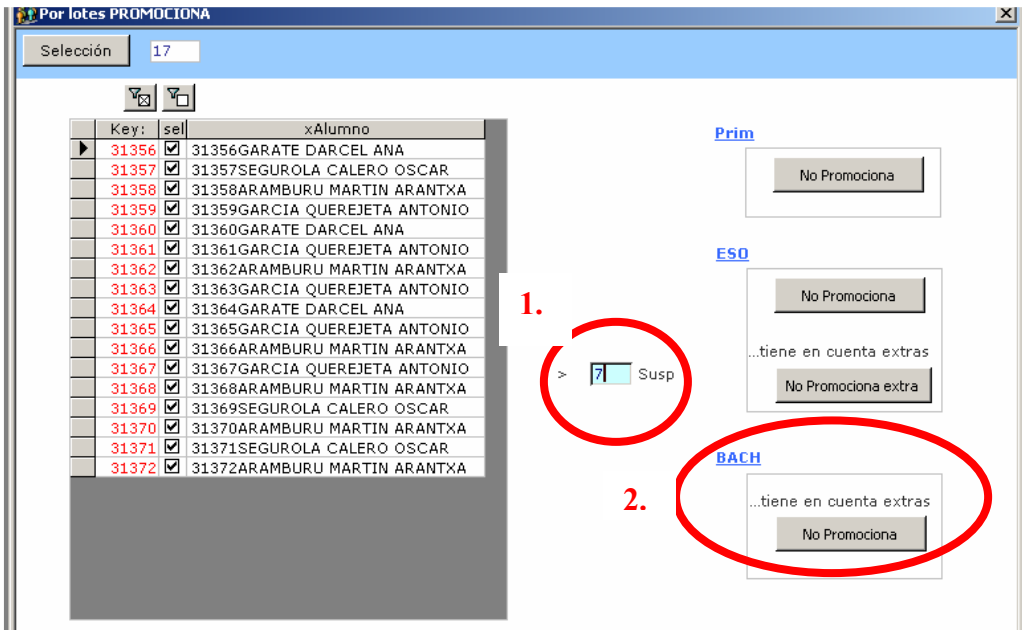 Por lotes PROMOCIONA
Selección 17
Key: sel xAlumno
31356 31356GARATE DARCEL ANA
31357 31357SEGUROLA CALERO OSCAR
31358 31358ARAMBURU MARTIN ARANTXA
31359 31359GARCIA QUEREJETA ANTONIO
31360 31360GARATE DARCEL ANA
31361 31361GARCIA QUEREJETA ANTONIO
31362 31362ARAMBURU MARTIN ARANTXA
31363 31363GARCIA QUEREJETA ANTONIO
31364 31364GARATE DARCEL ANA
31365 31365GARCIA QUEREJETA ANTONIO
31366 31366ARAMBURU MARTIN ARANTXA
31367 31367GARCIA QUEREJETA ANTONIO
31368 31368ARAMBURU MARTIN ARANTXA
31369 31369SEGUROLA CALERO OSCAR
31370 31370ARAMBURU MARTIN ARANTXA
31371 31371SEGUROLA CALERO OSCAR
31372 31372ARAMBURU MARTIN ARANTXA
1.
> 7 Susp
Prim
No Promociona
ESO
No Promociona
...tiene en cuenta extras
No Promociona extra
2.
BACH
...tiene en cuenta extras
No Promociona